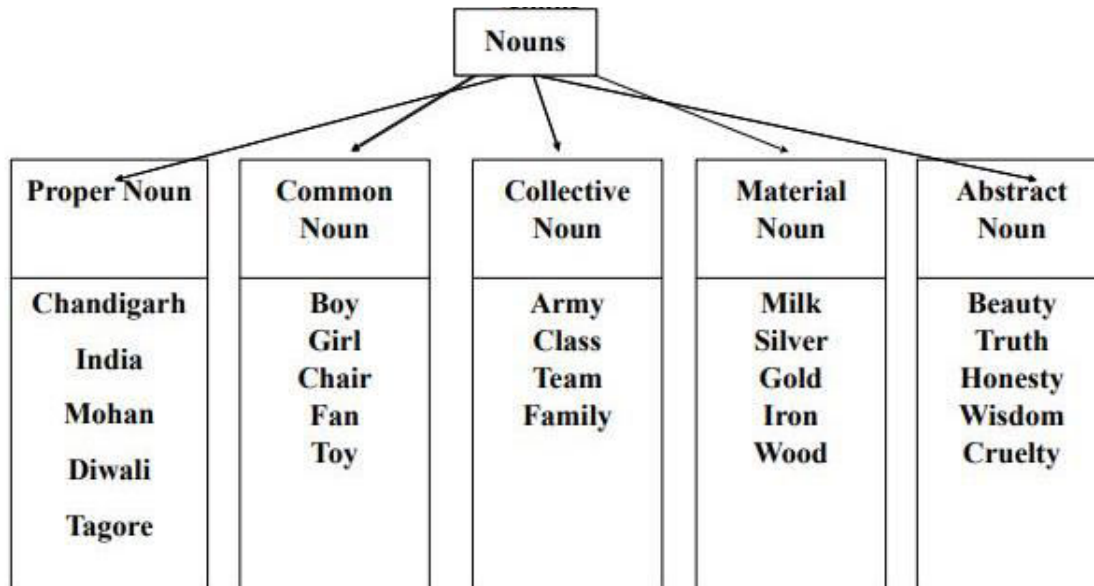 Nouns
Proper Noun
Common
Noun
Collective
Noun
Material
Noun
Abstract
Noun
Chandigarh
India
Mohan
Diwali
Tagore
Boy
Girl
Chair
Fan
Toy
Army
Class
Team
Family
Milk
Silver
Gold
Iron
Wood
Beauty
Truth
Honesty
Wisdom
Cruelty